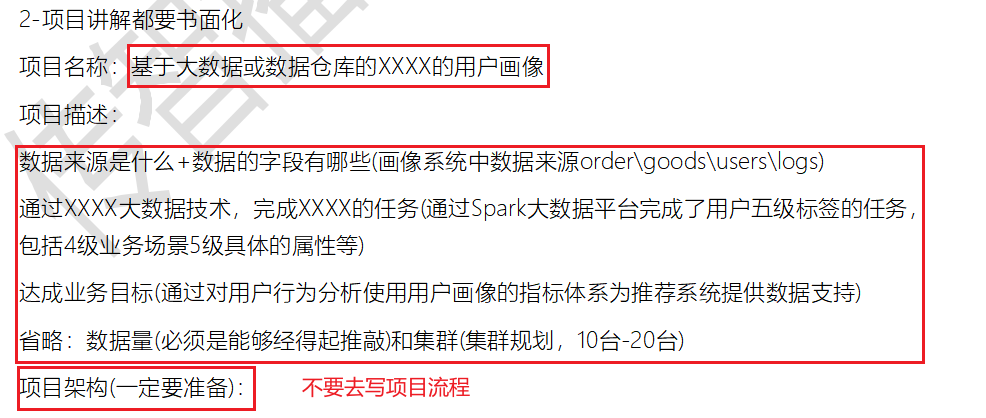 2-项目讲解都要书面化
项目名称：基于大数据或数据仓库的XXXX的用户画像
项目描述：
数据来源是什么+数据的字段有哪些(画像系统中数据来源order\goods\users\logs)
通过XXXX大数据技术，完成XXXX的任务(通过Spark大数据平台完成了用户五级标签的任务，
包括4级业务场景5级具体的属性等)
达成业务目标(通过对用户行为分析使用用户画像的指标体系为推荐系统提供数据支持)
省略：数据量(必须是能够经得起推敲)和集群(集群规划，10台-20台)
项目架构(一定要准备)： 不要去写项目流程